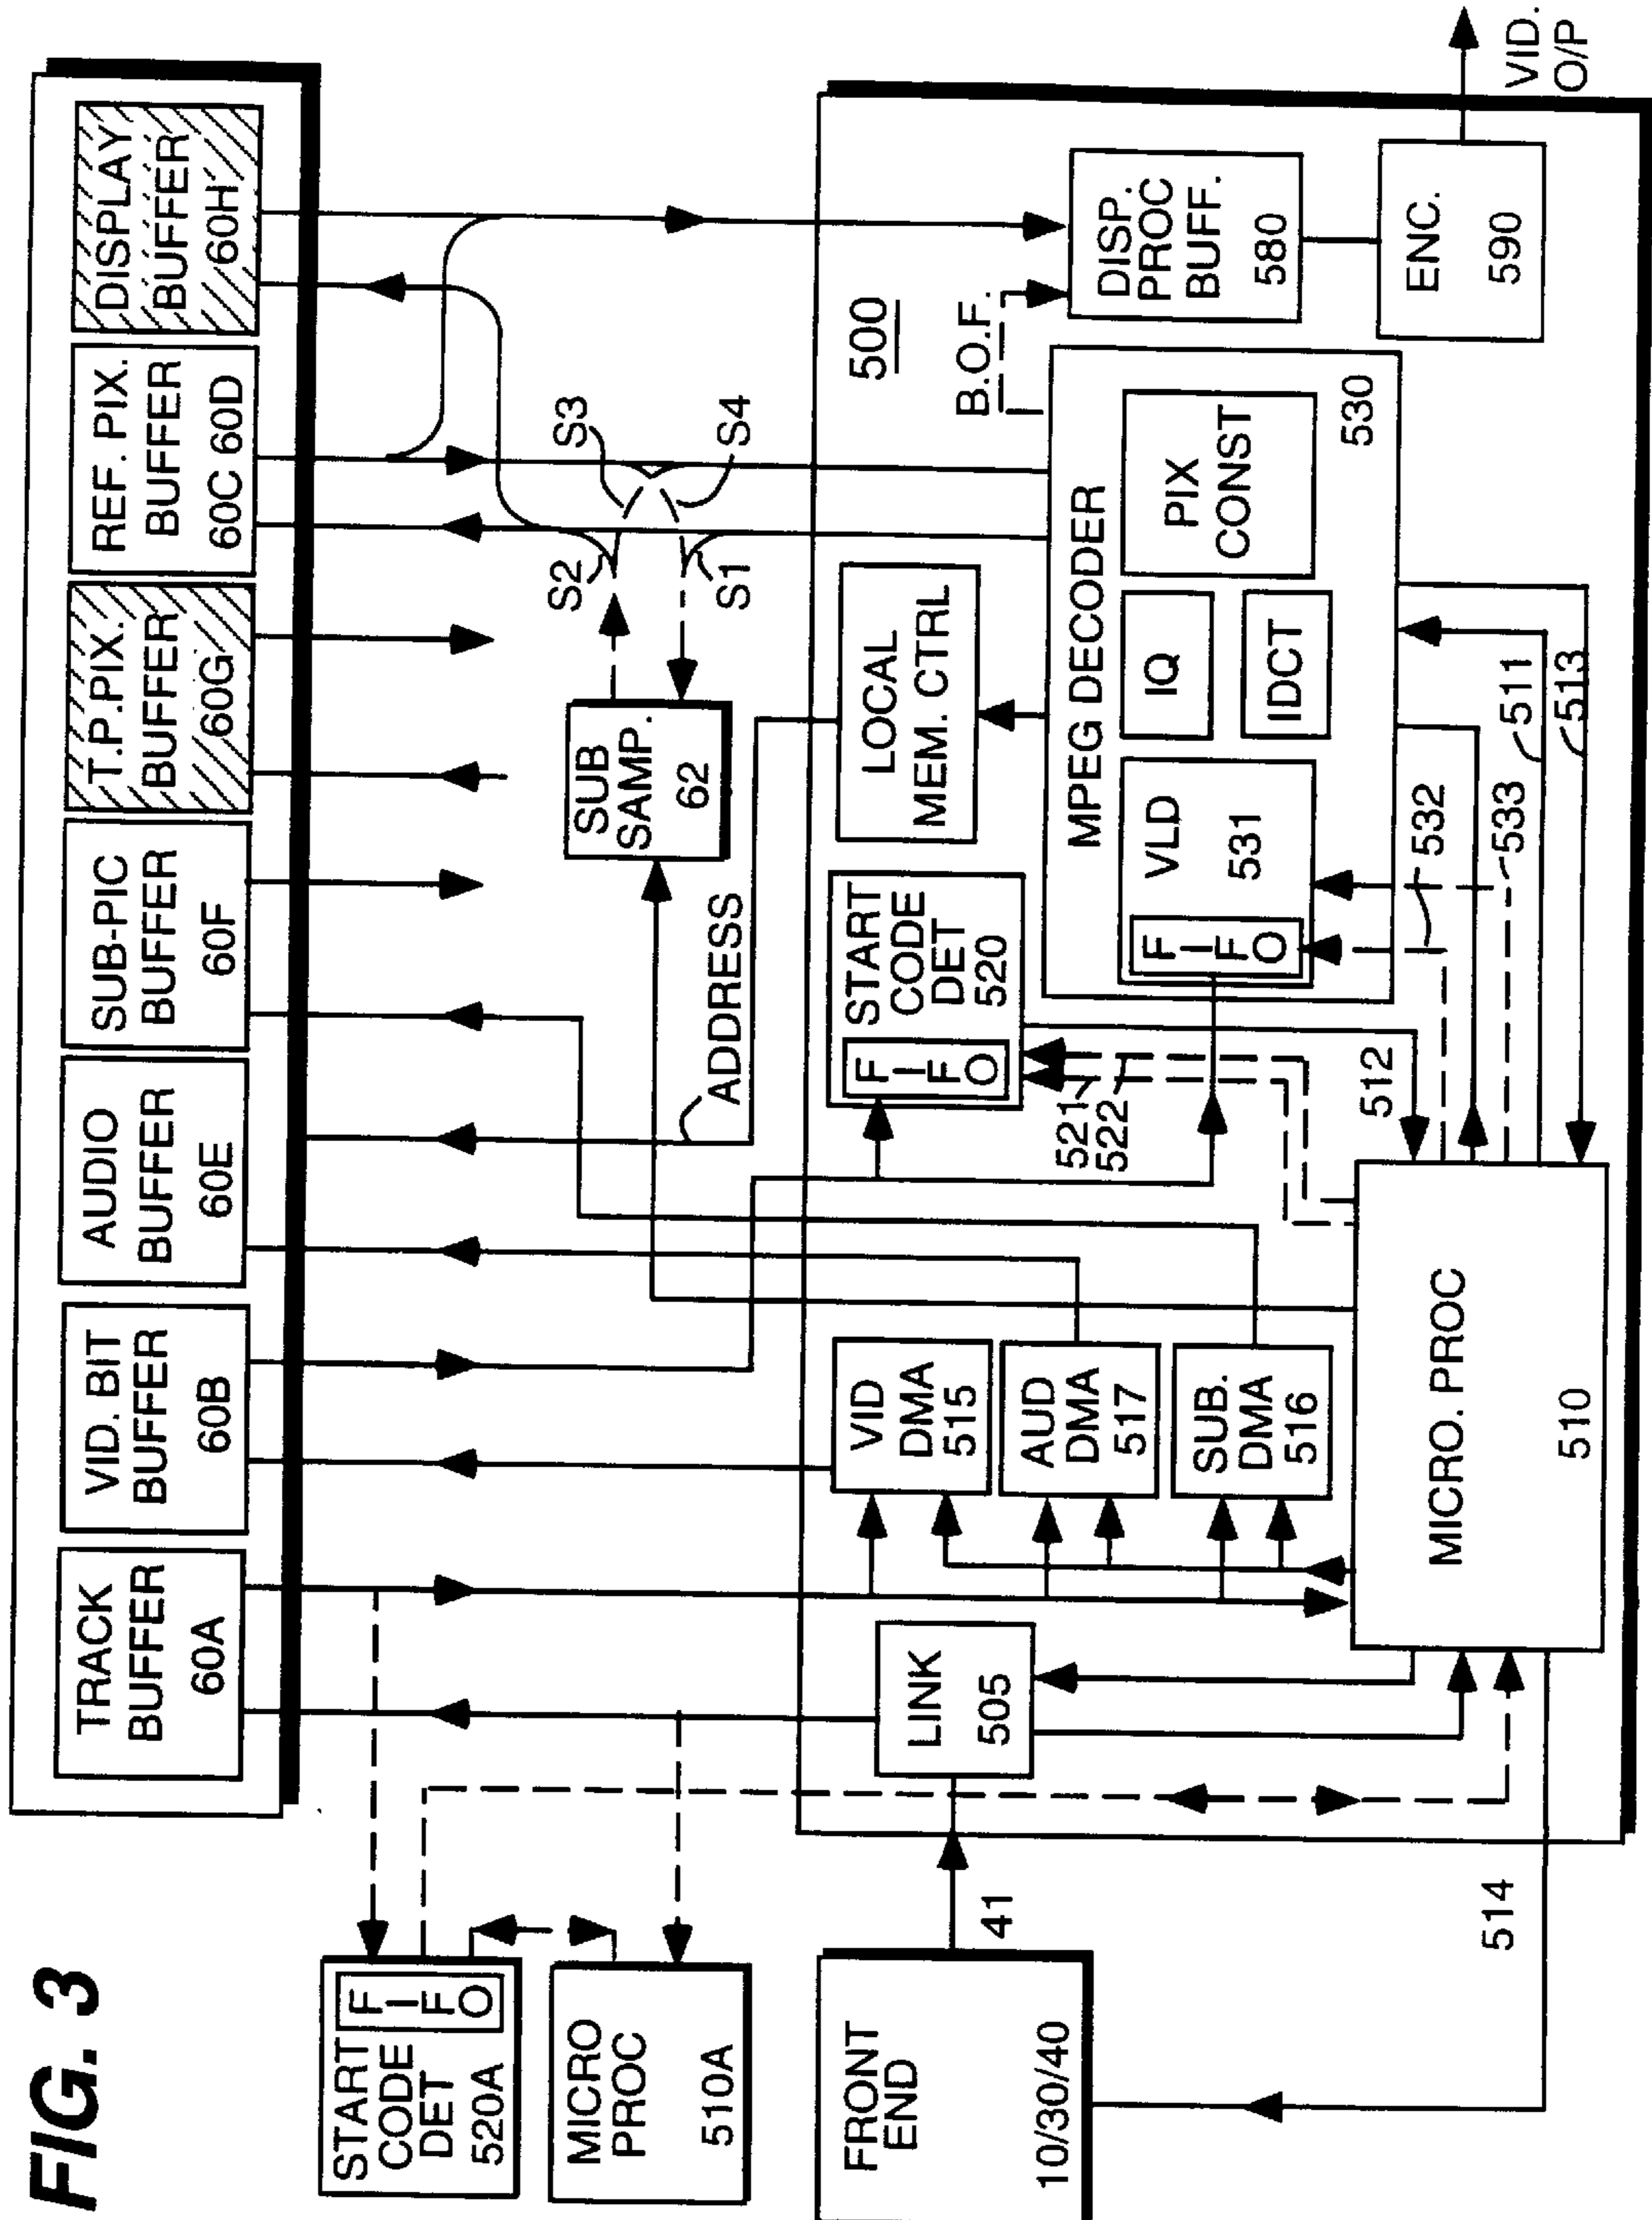 FIG. 3
TRACK
BUFFER
60A
VID. BIT
BUFFER
60B
AUDIO
BUFFER
60E
SUB-PIC
BUFFER
60F
T.P.PIX.
BUFFER
60G
REF. PIX.
BUFFER
60C 60D
DISPLAY
BUFFER
60H
START
CODE
DET
520A
FIFO
MICRO
PROC
510A
ADDRESS
SUB
SAMP.
62
S2
S1
S3
S4
FRONT
END
10/30/40
41
514
LINK
505
VID
DMA
515
AUD
DMA
517
SUB.
DMA
516
MICRO. PROC
510
START
CODE
DET
520
FIFO
521
522
512
LOCAL
MEM. CTRL
500
B.O.F.
MPEG DECODER
530
VLD
531
FIFO
IQ
IDCT
PIX
CONST
532
533
511
513
DISP.
PROC
BUFF.
580
ENC.
590
VID.
O/P